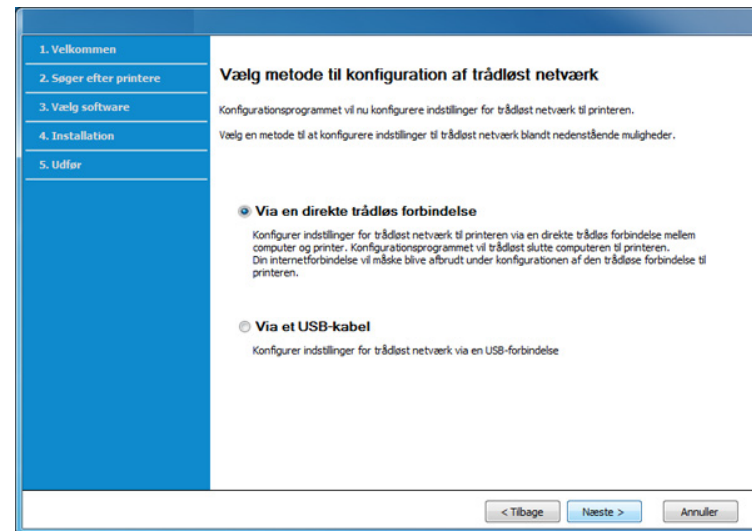 1. Velkommen
2. Søger efter printere
3. Vælg software
4. Installation
5. Udfør
Vælg metode til konfiguration af trådløst netværk
Konfigurationsprogrammet vil nu konfigurere indstillinger for trådløst netværk til printeren.
Vælg en metode til at konfigurere indstillinger til trådløst netværk blandt nedenstående muligheder.
Via en direkte trådløs forbindelse
Konfigurer indstillinger for trådløst netværk til printeren via en direkte trådløs forbindelse mellem
computer og printer. Konfigurationsprogrammet vil trådløst slutte computeren til printeren.
Din internetforbindelse vil måske blive afbrudt under konfigurationen af den trådløse forbindelse til
printeren.
Via et USB-kabel
Konfigurer indstillinger for trådløst netværk via en USB-forbindelse
< Tilbage
Næste >
Annuller